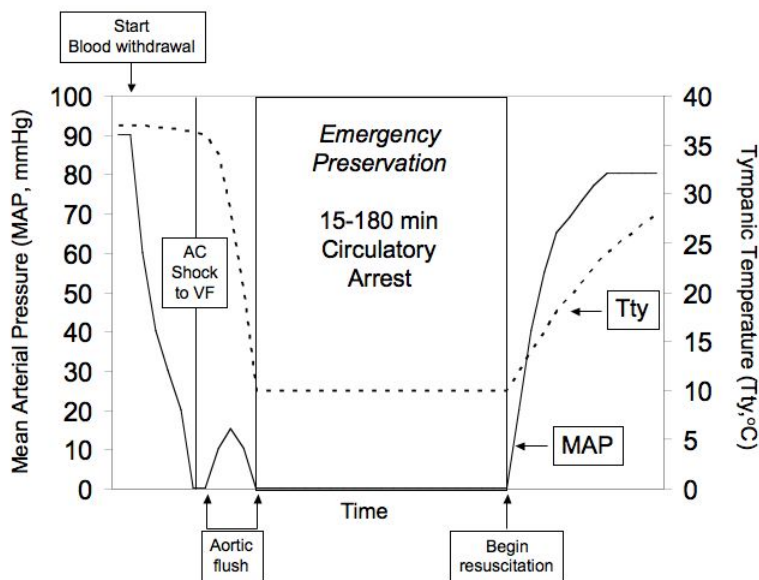 Start
Blood withdrawal
Mean Arterial Pressure (MAP, mmHg)
100
90
80
70
60
50
40
30
20
10
0
AC
Shock
to VF
Emergency
Preservation
15-180 min
Circulatory
Arrest
Tty
MAP
40
35
30
25
20
15
10
5
0
Tympanic Temperature (Tty,°C)
Time
Aortic
flush
Begin
resuscitation